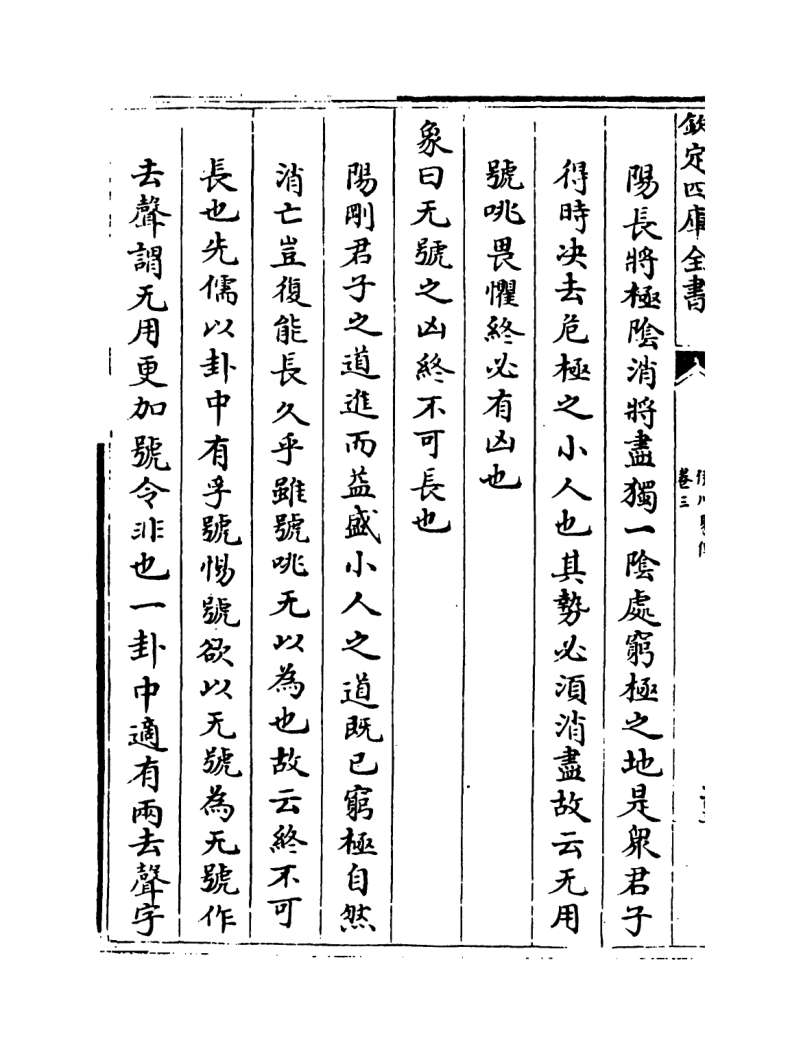 欽定四庫全書
卷三
陽長將極陰消將盡獨一陰處窮極之地是衆君子
得時决去危極之小人也其勢必湏消盡故云无用
號咷畏懼終必有凶也
象曰无號之凶終不可長也
陽剛君子之道進而益盛小人之道既已窮極自然
消亡豈復能長久乎雖號咷无以為也故云終不可
長也先儒以卦中有孚號惕號欲以无號為无號作
去聲謂无用更加號令非也一卦中適有兩去聲字